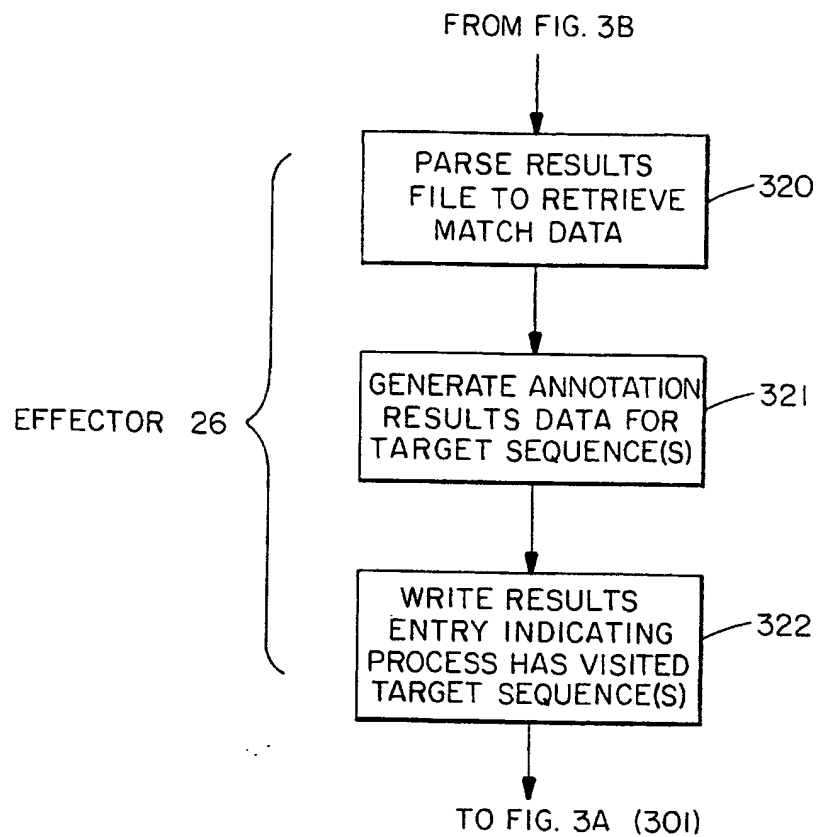 FROM FIG. 3B
PARSE RESULTS
FILE TO RETRIEVE
MATCH DATA
320
GENERATE ANNOTATION
RESULTS DATA FOR
TARGET SEQUENCE(S)
321
EFFECTOR 26
WRITE RESULTS
ENTRY INDICATING
PROCESS HAS VISITED
TARGET SEQUENCE(S)
322
TO FIG. 3A (301)